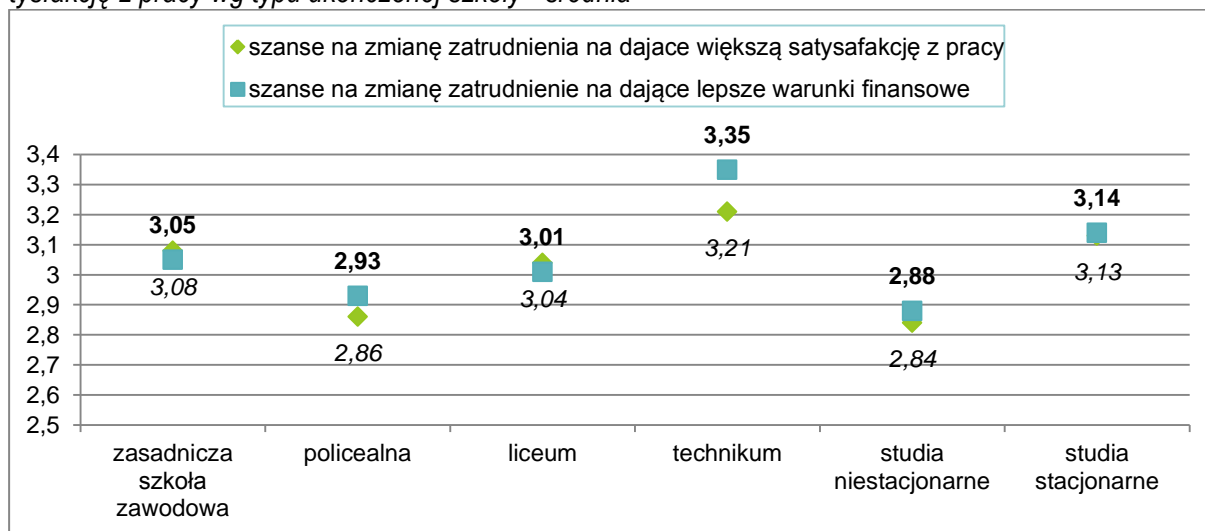 tysfakcję z pracy wg typu ukończonej szkoły - średnia
szanse na zmianę zatrudnienia na dajace większą satysafakcję z pracy
szanse na zmianę zatrudnienie na dające lepsze warunki finansowe
3,4
3,3
3,2
3,1
3
2,9
2,8
2,7
2,6
2,5
3,05
2,93
3,01
3,35
2,88
3,14
3,08
2,86
3,04
3,21
2,84
3,13
zasadnicza
szkoła
zawodowa
policealna
liceum
technikum
studia
niestacjonarne
studia
stacjonarne